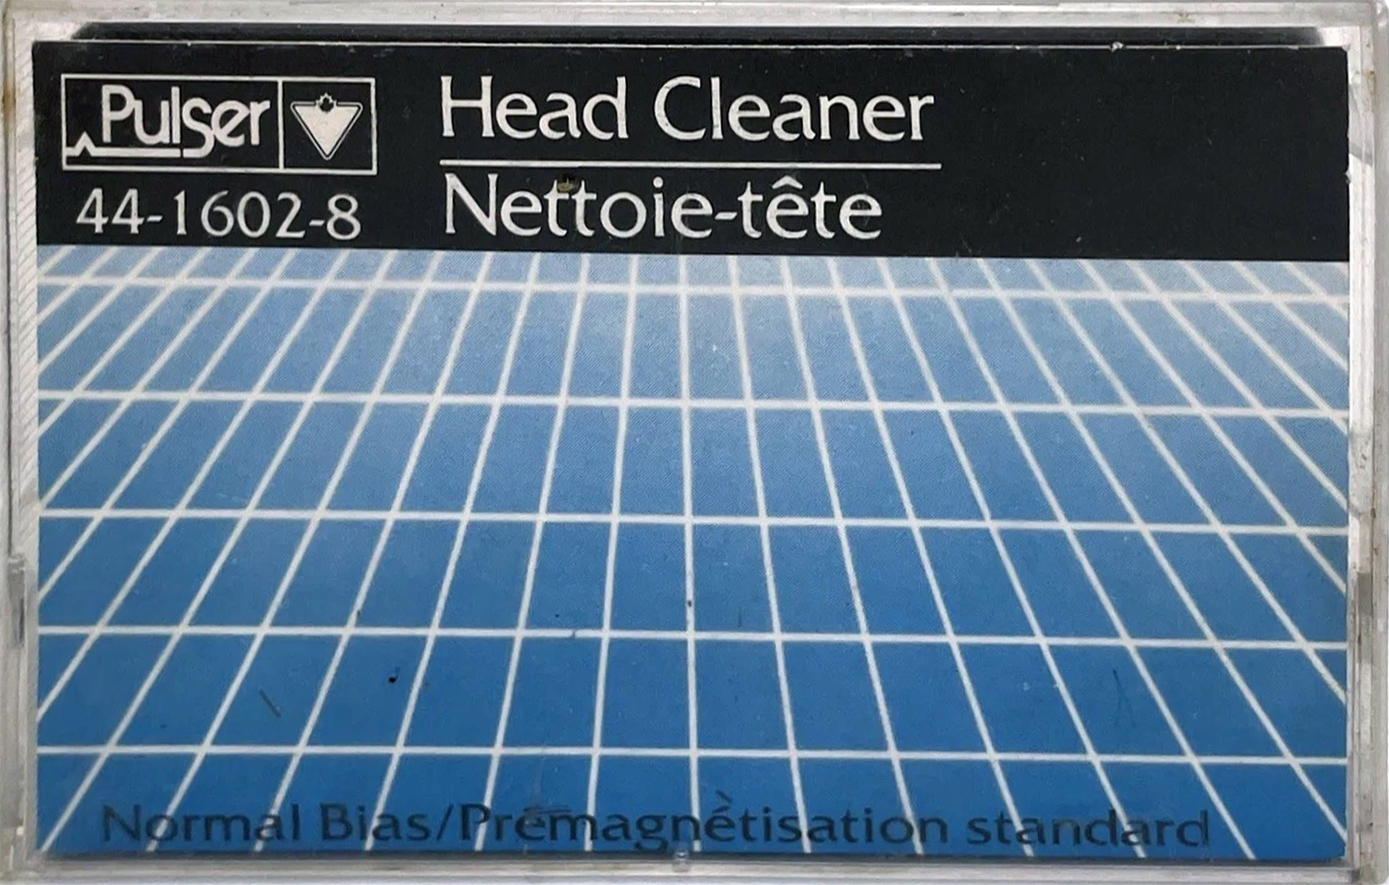 Pulser
44-1602-8
Head Cleaner
Nettoie-tête
Normal Bias/Prémagnètisation standard